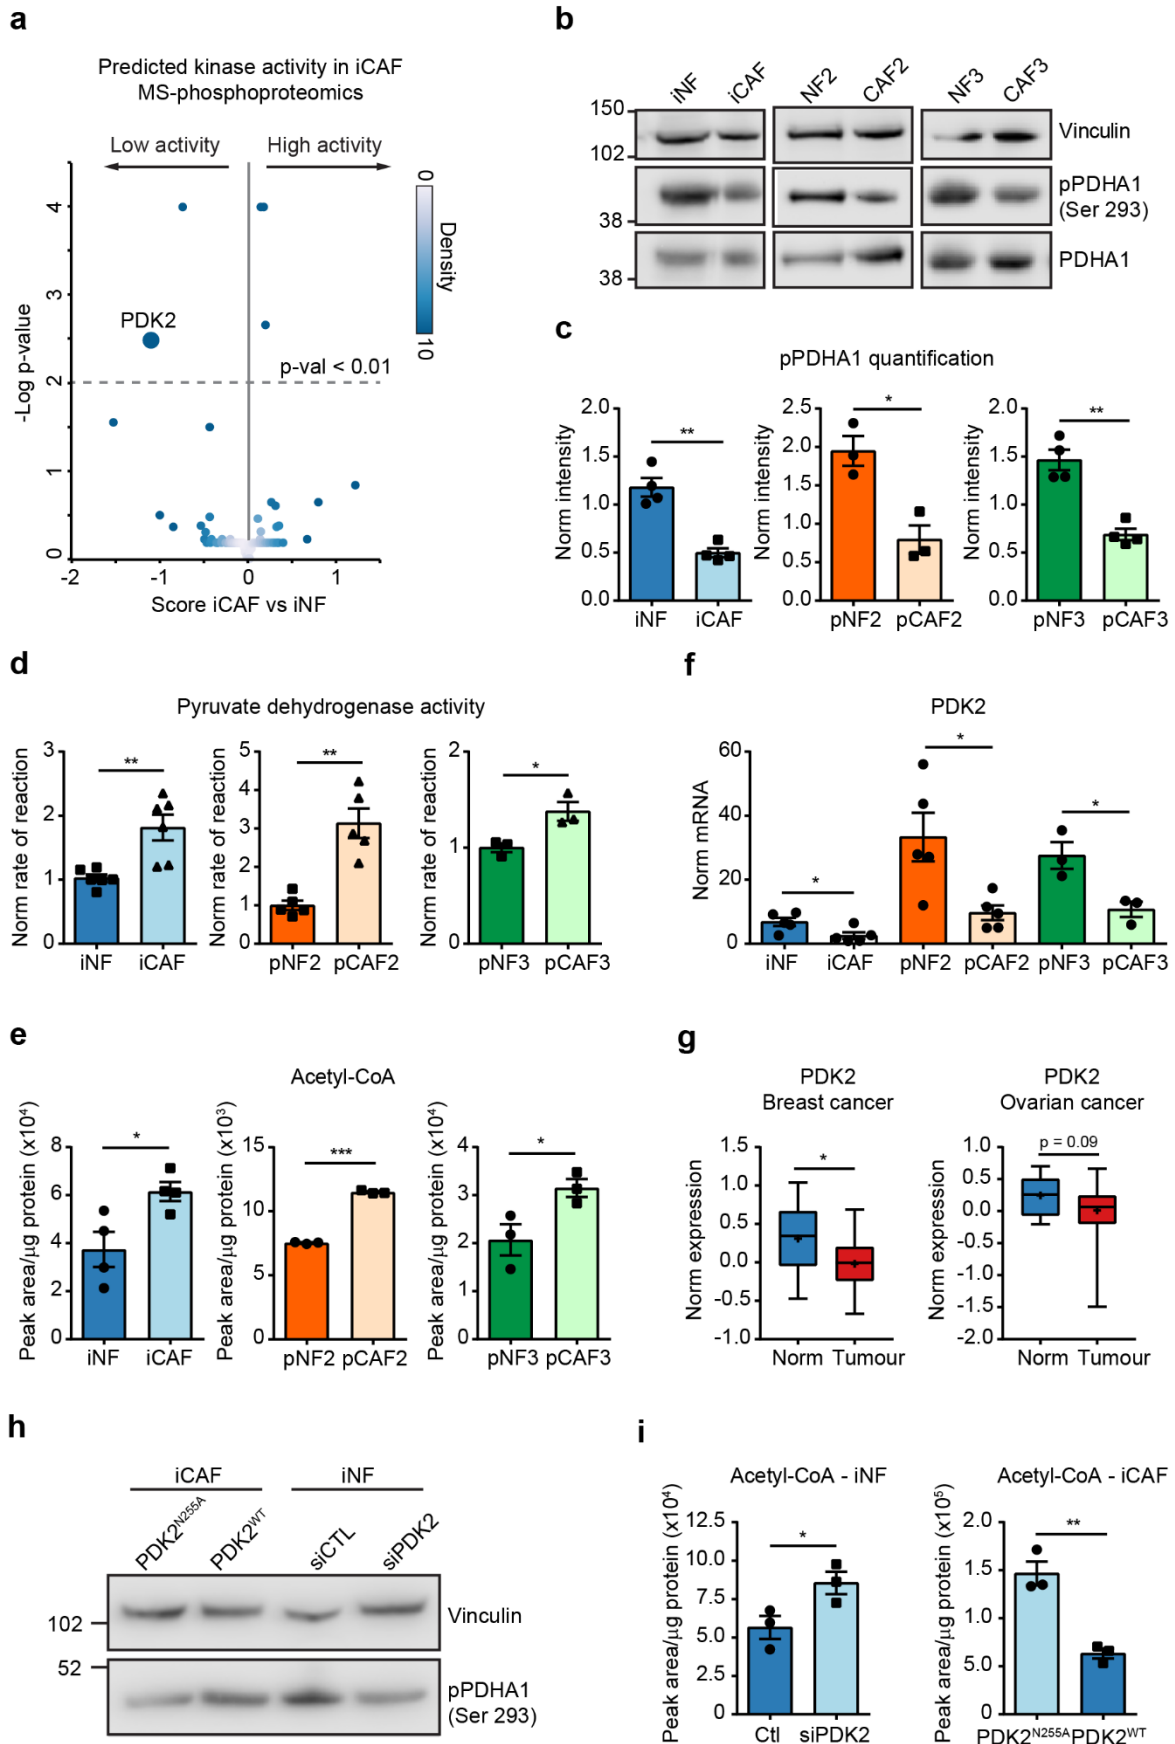 a
Predicted kinase activity in iCAF
MS-phosphoproteomics
Low activity
High activity
4
3
2
1
0
-Log p-value
PDK2
p-val < 0.01
0
Density
10
-2
-1
0
1
Score iCAF vs iNF
b
iNF
iCAF
NF2
CAF2
NF3
CAF3
150
102
Vinculin
38
pPDHA1
(Ser 293)
38
PDHA1
c
pPDHA1 quantification
Norm intensity
2.0
1.5
1.0
0.5
0.0
**
iNF
iCAF
Norm intensity
2.5
2.0
1.5
1.0
0.5
0.0
*
pNF2
pCAF2
Norm intensity
2.0
1.5
1.0
0.5
0.0
**
pNF3
pCAF3
d
Pyruvate dehydrogenase activity
Norm rate of reaction
3
2
1
0
**
iNF
iCAF
Norm rate of reaction
5
4
3
2
1
0
**
pNF2
pCAF2
Norm rate of reaction
2
1
0
*
pNF3
pCAF3
f
PDK2
Norm mRNA
60
40
20
0
*
*
*
iNF
iCAF
pNF2
pCAF2
pNF3
pCAF3
e
Acetyl-CoA
Peak area/µg protein (x10⁴)
8
6
4
2
0
*
iNF
iCAF
Peak area/µg protein (x10³)
15
10
5
0
***
pNF2
pCAF2
Peak area/µg protein (x10⁴)
4
3
2
1
0
*
pNF3
pCAF3
g
PDK2
Breast cancer
Norm expression
1.5
1.0
0.5
0.0
-0.5
-1.0
*
Norm
Tumour
PDK2
Ovarian cancer
Norm expression
1.0
0.5
0.0
-0.5
-1.0
-1.5
-2.0
p = 0.09
Norm
Tumour
h
iCAF
iNF
PDK2ᴺ²⁵⁵ᴬ
PDK2ᵂᵀ
siCTL
siPDK2
102
Vinculin
52
pPDHA1
(Ser 293)
i
Acetyl-CoA - iNF
Peak area/µg protein (x10⁴)
12.5
10.0
7.5
5.0
2.5
0
*
Ctl
siPDK2
Acetyl-CoA - iCAF
Peak area/µg protein (x10⁵)
2.0
1.5
1.0
5.0
0
**
PDK2ᴺ²⁵⁵ᴬ
PDK2ᵂᵀ